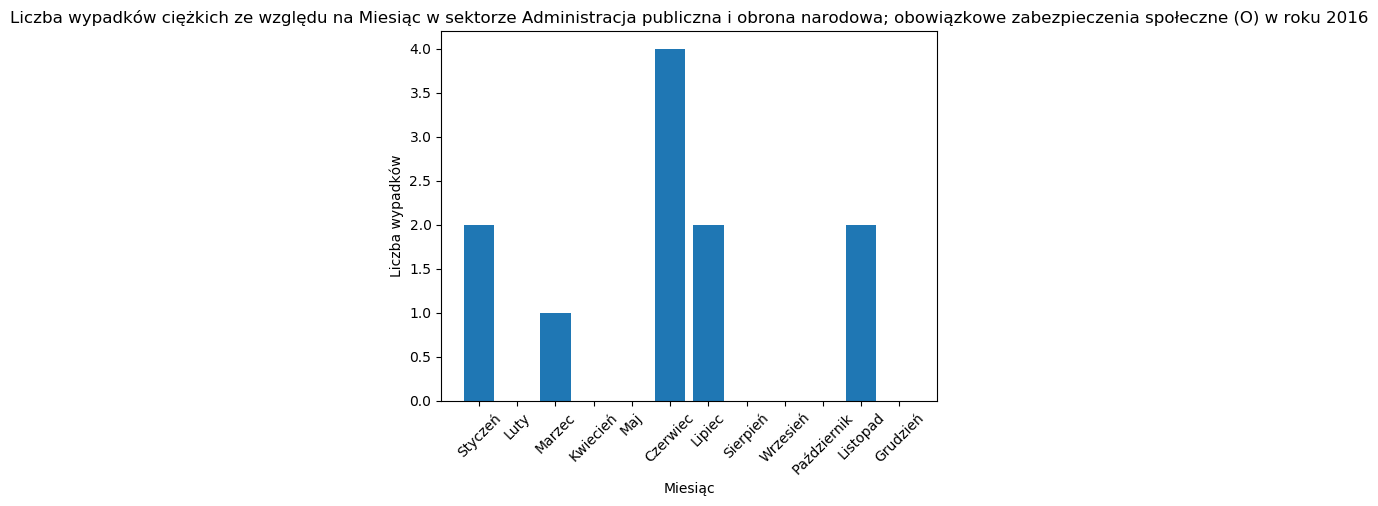 Liczba wypadków ciężkich ze względu na Miesiąc w sektorze Administracja publiczna i obrona narodowa; obowiązkowe zabezpieczenia społeczne (O) w roku 2016
4.0
3.5
3.0
2.5
2.0
1.5
1.0
0.5
0.0
Liczba wypadków
Styczeń
Luty
Marzec
Kwiecień
Maj
Czerwiec
Lipiec
Sierpień
Wrzesień
Październik
Listopad
Grudzień
Miesiąc